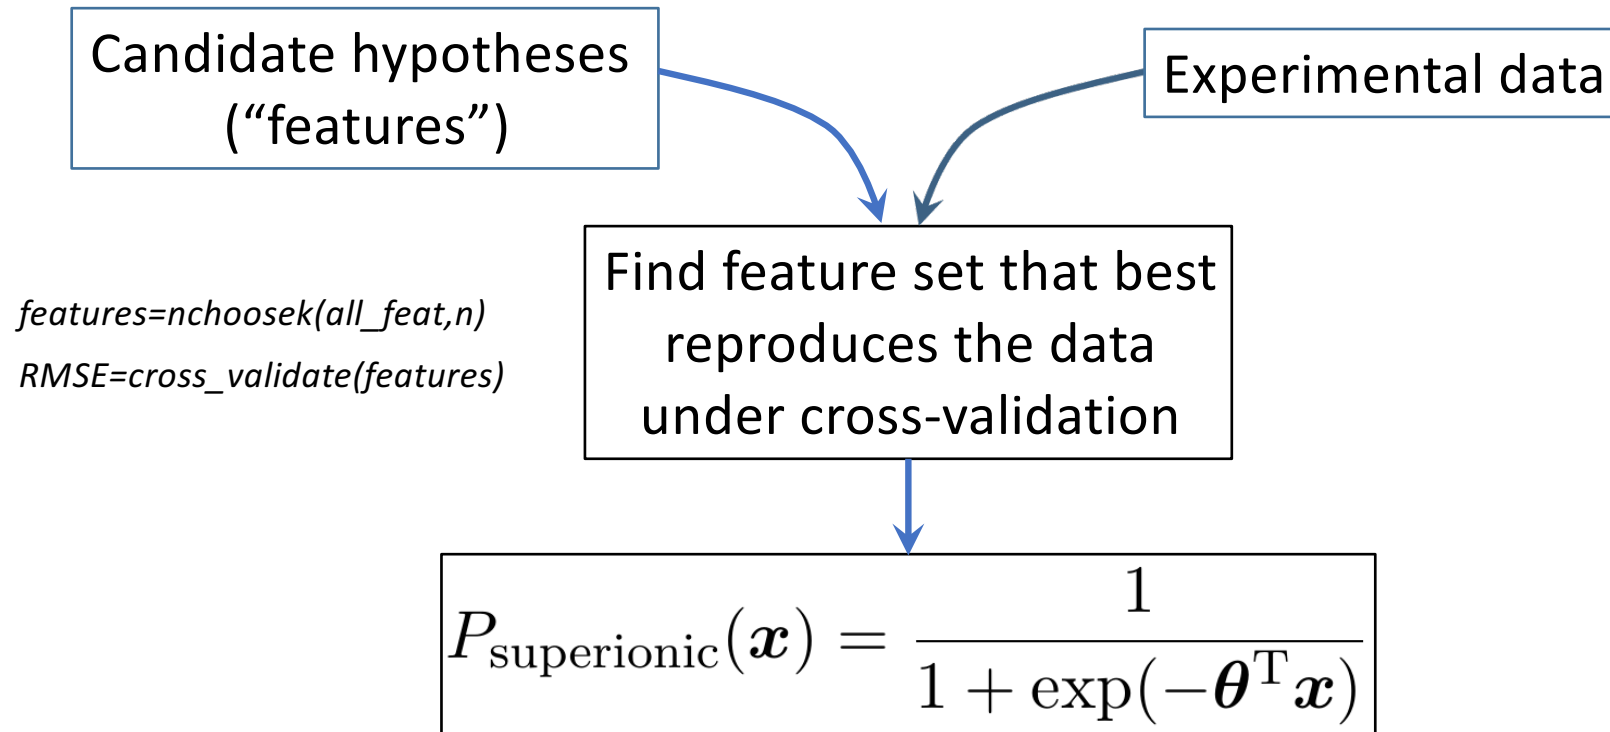 Candidate hypotheses
(“features”)
Experimental data
Find feature set that best
reproduces the data
under cross-validation
features=nchoosek(all_feat,n)
RMSE=cross_validate(features)
P_superionic(x) = 1 / (1 + exp(−θ^T x))